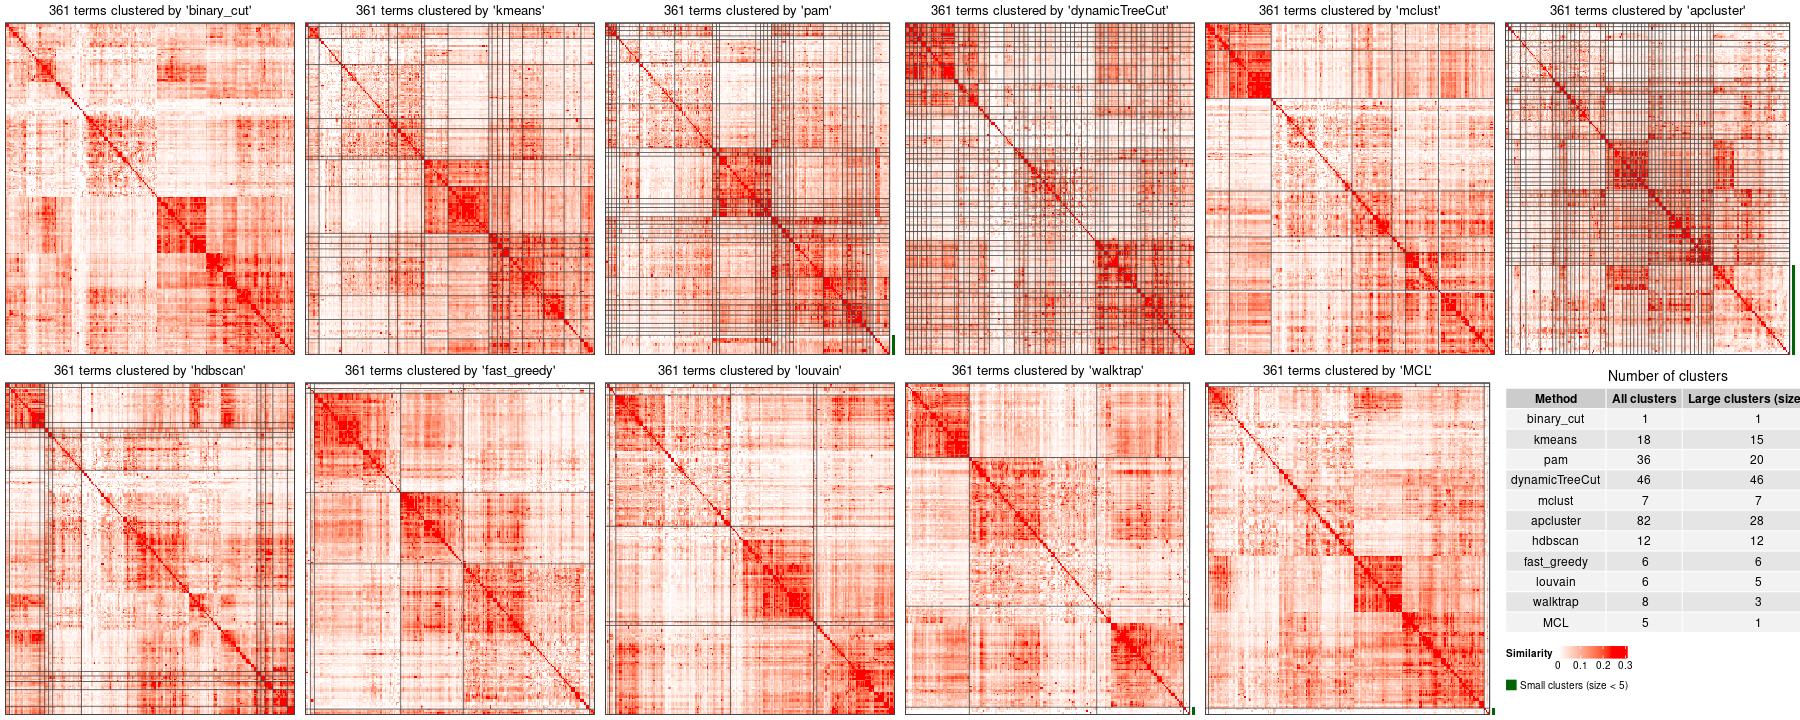 361 terms clustered by 'binary_cut'
361 terms clustered by 'kmeans'
361 terms clustered by 'pam'
361 terms clustered by 'dynamicTreeCut'
361 terms clustered by 'mclust'
361 terms clustered by 'apcluster'
361 terms clustered by 'hdbscan'
361 terms clustered by 'fast_greedy'
361 terms clustered by 'louvain'
361 terms clustered by 'walktrap'
361 terms clustered by 'MCL'
Number of clusters
Method All clusters Large clusters (size
binary_cut 1 1
kmeans 18 15
pam 36 20
dynamicTreeCut 46 46
mclust 7 7
apcluster 82 28
hdbscan 12 12
fast_greedy 6 6
louvain 6 5
walktrap 8 3
MCL 5 1
Similarity
0 0.1 0.2 0.3
Small clusters (size < 5)